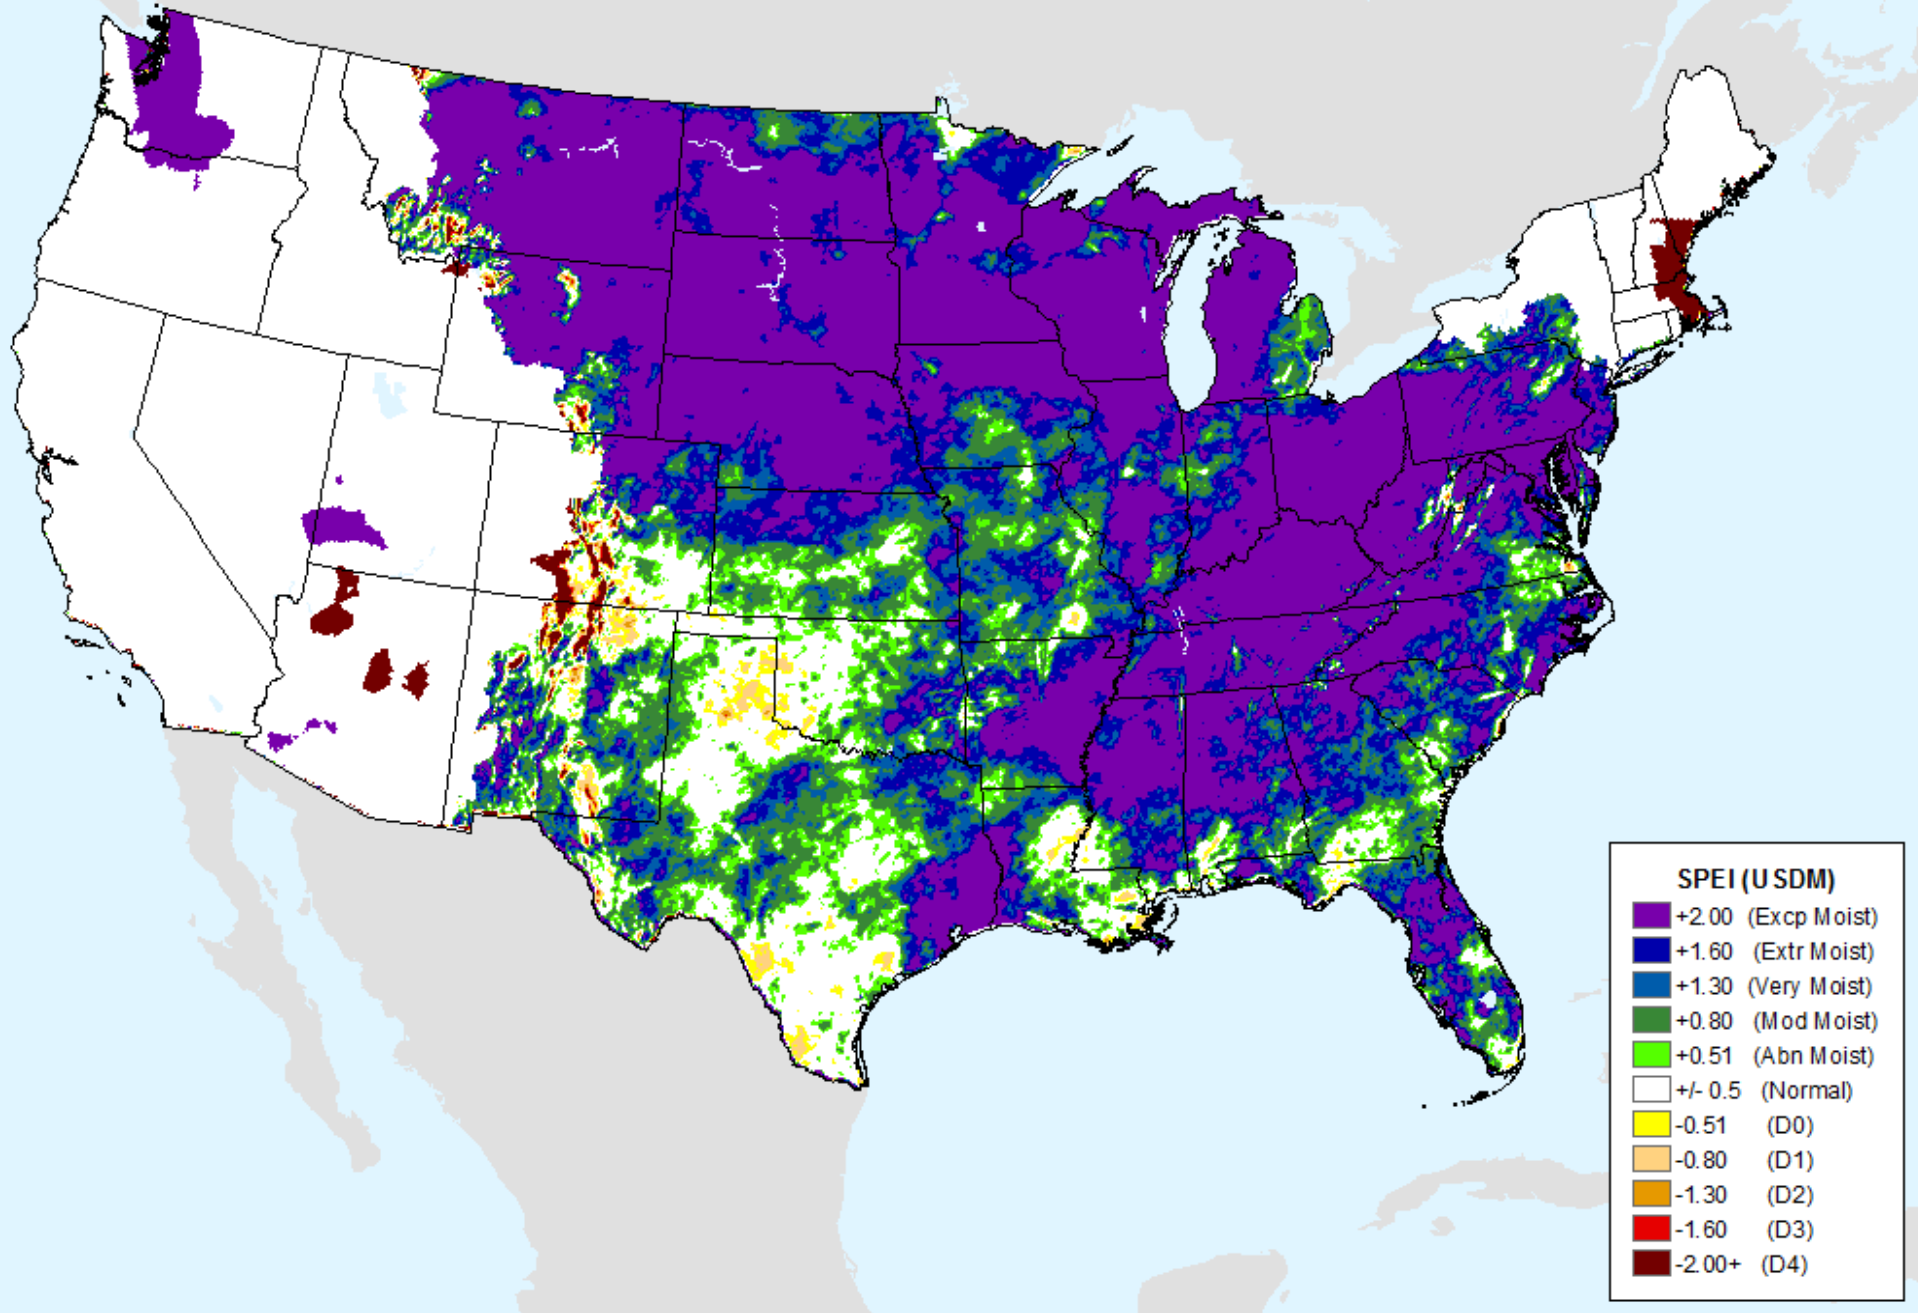 SPEI (USDM)
+2.00 (Excp Moist)
+1.60 (Extr Moist)
+1.30 (Very Moist)
+0.80 (Mod Moist)
+0.51 (Abn Moist)
+/- 0.5 (Normal)
-0.51 (D0)
-0.80 (D1)
-1.30 (D2)
-1.60 (D3)
-2.00+ (D4)